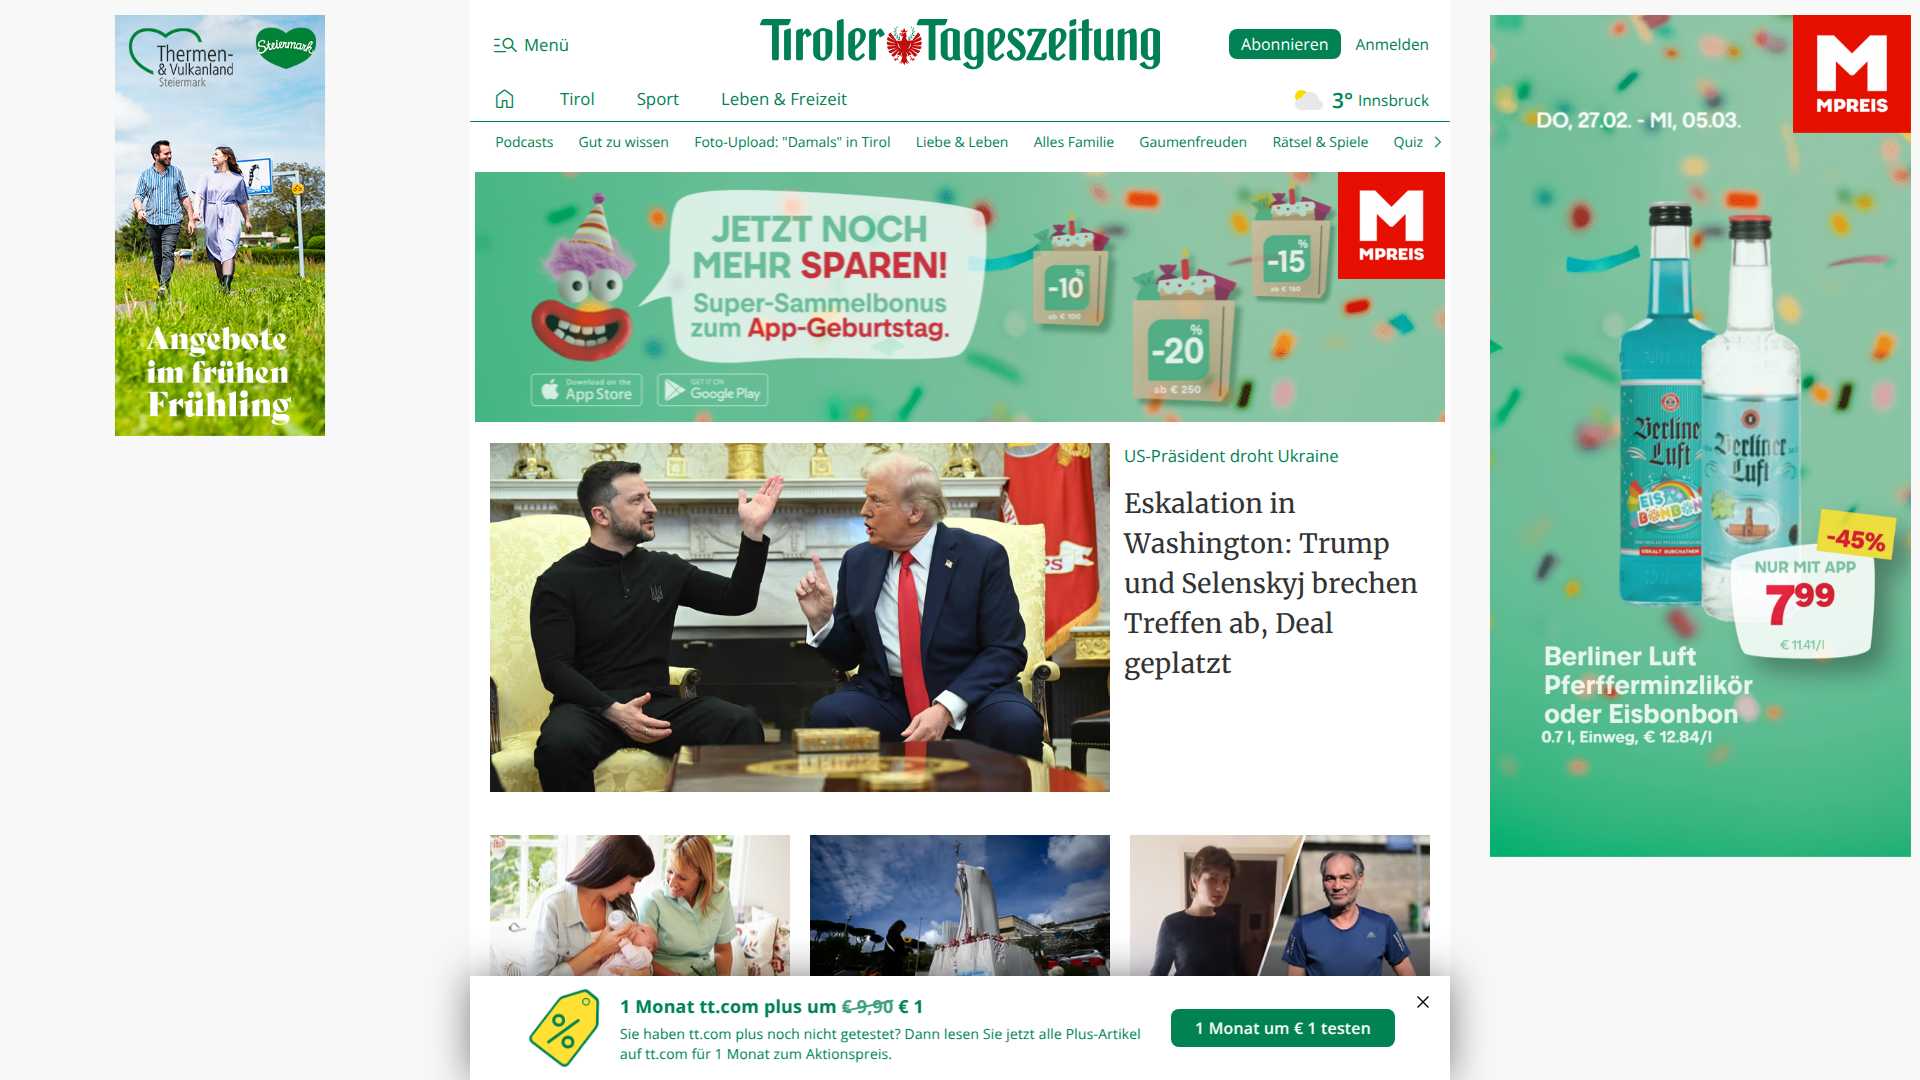 Thermen-
& Vulkanland
Steiermark
Steiermark
Angebote
im frühen
Frühling
Menü
Tiroler Tageszeitung
Abonnieren
Anmelden
Tirol
Sport
Leben & Freizeit
3° Innsbruck
Podcasts
Gut zu wissen
Foto-Upload: "Damals" in Tirol
Liebe & Leben
Alles Familie
Gaumenfreuden
Rätsel & Spiele
Quiz
JETZT NOCH
MEHR SPAREN!
Super-Sammelbonus
zum App-Geburtstag.
Download on the
App Store
GET IT ON
Google Play
-10%
ab € 100
-20%
ab € 250
-15%
ab € 150
M
MPREIS
US-Präsident droht Ukraine
Eskalation in
Washington: Trump
und Selenskyj brechen
Treffen ab, Deal
geplatzt
1 Monat tt.com plus um € 9,90 € 1
Sie haben tt.com plus noch nicht getestet? Dann lesen Sie jetzt alle Plus-Artikel
auf tt.com für 1 Monat zum Aktionspreis.
1 Monat um € 1 testen
M
MPREIS
DO, 27.02. - MI, 05.03.
Berliner
Luft
EIS
BONBON
Berliner
Luft
-45%
NUR MIT APP
7.99
€ 11.41/l
Berliner Luft
Pferfferminzlikör
oder Eisbonbon
0.7 l, Einweg, € 12.84/l